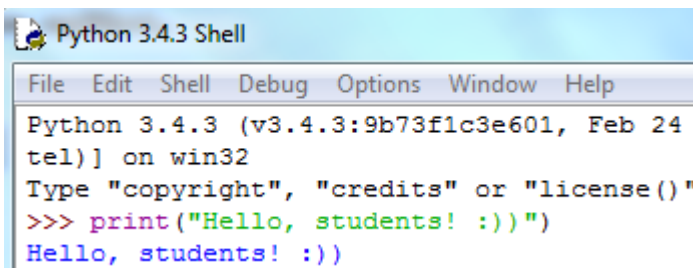 Python 3.4.3 Shell
File Edit Shell Debug Options Window Help
Python 3.4.3 (v3.4.3:9b73f1c3e601, Feb 24
tel)] on win32
Type "copyright", "credits" or "license()"
>>> print("Hello, students! :))")
Hello, students! :))